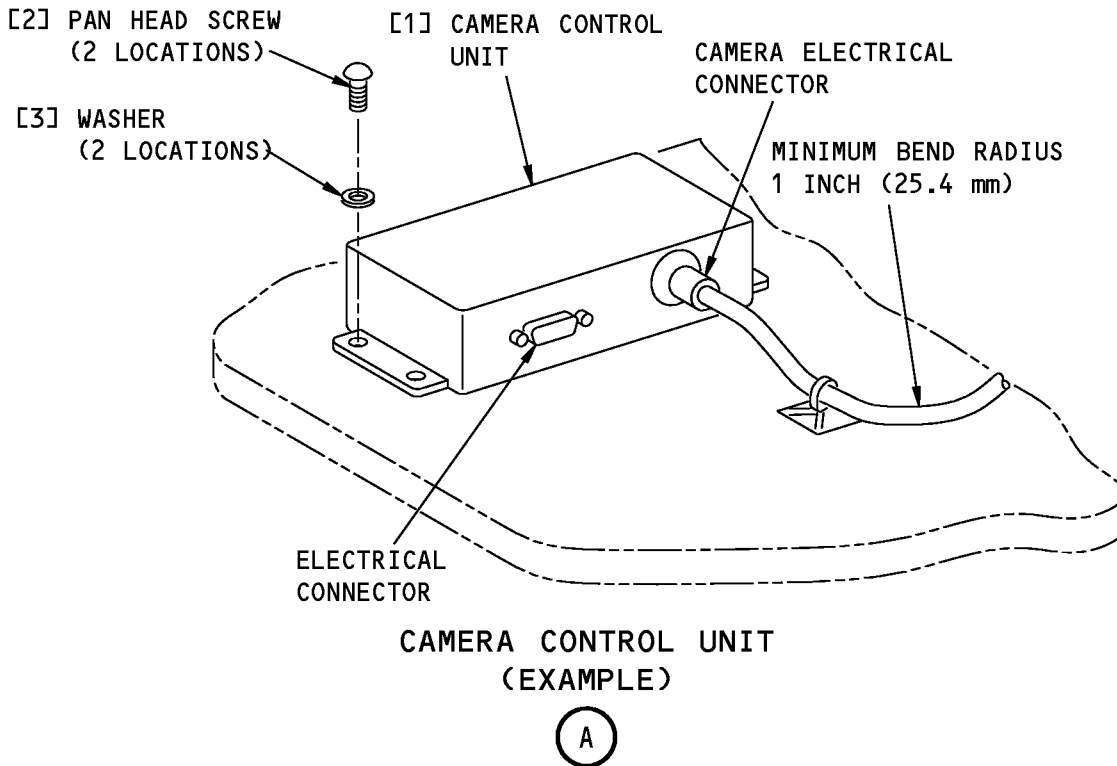 [2] PAN HEAD SCREW
(2 LOCATIONS)
[1] CAMERA CONTROL
UNIT
CAMERA ELECTRICAL
CONNECTOR
[3] WASHER
(2 LOCATIONS)
MINIMUM BEND RADIUS
1 INCH (25.4 mm)
ELECTRICAL
CONNECTOR
CAMERA CONTROL UNIT
(EXAMPLE)
A